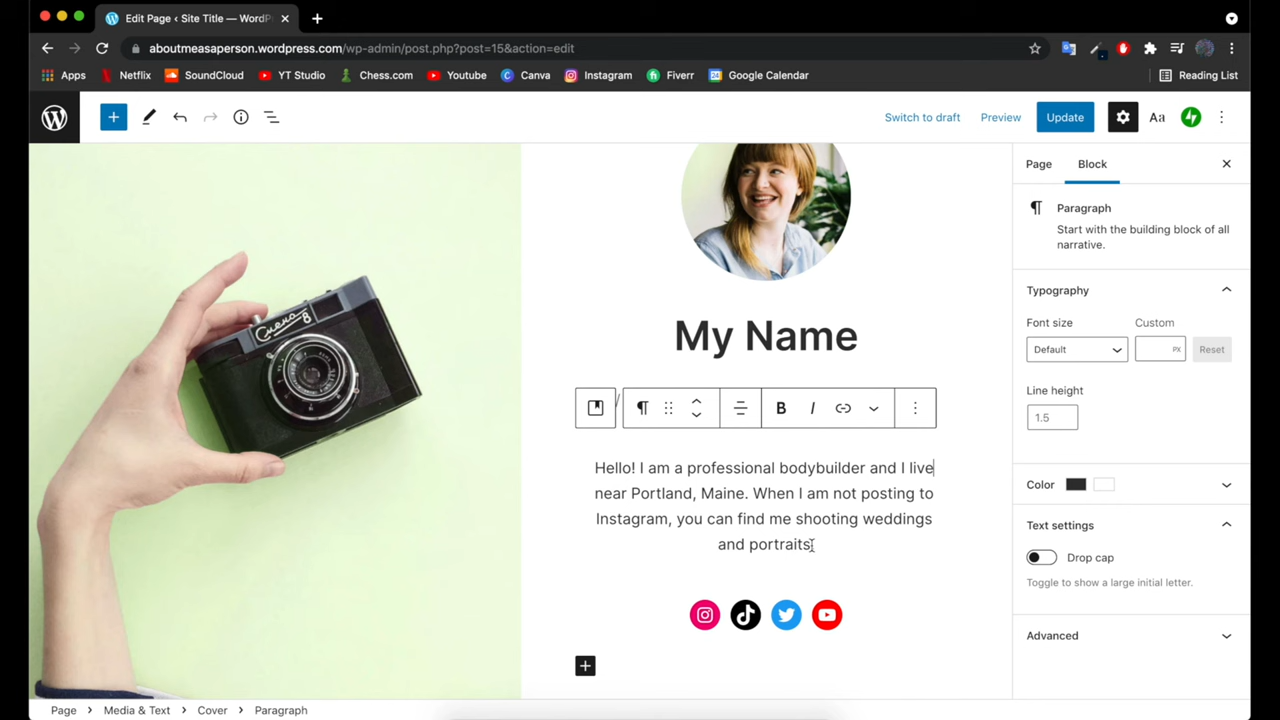 Edit Page ‹ Site Title — WordP
aboutmeasaperson.wordpress.com/wp-admin/post.php?post=15&action=edit
Apps Netflix SoundCloud YT Studio Chess.com Youtube Canva Instagram Fiverr Google Calendar Reading List
Switch to draft Preview Update Aa
Page Block
Paragraph
Start with the building block of all
narrative.
Typography
Font size Custom
Default PX Reset
Line height
1.5
Color
Text settings
Drop cap
Toggle to show a large initial letter.
Advanced
Смена
8
My Name
/
B I
Hello! I am a professional bodybuilder and I live
near Portland, Maine. When I am not posting to
Instagram, you can find me shooting weddings
and portraits
Page Media & Text Cover Paragraph